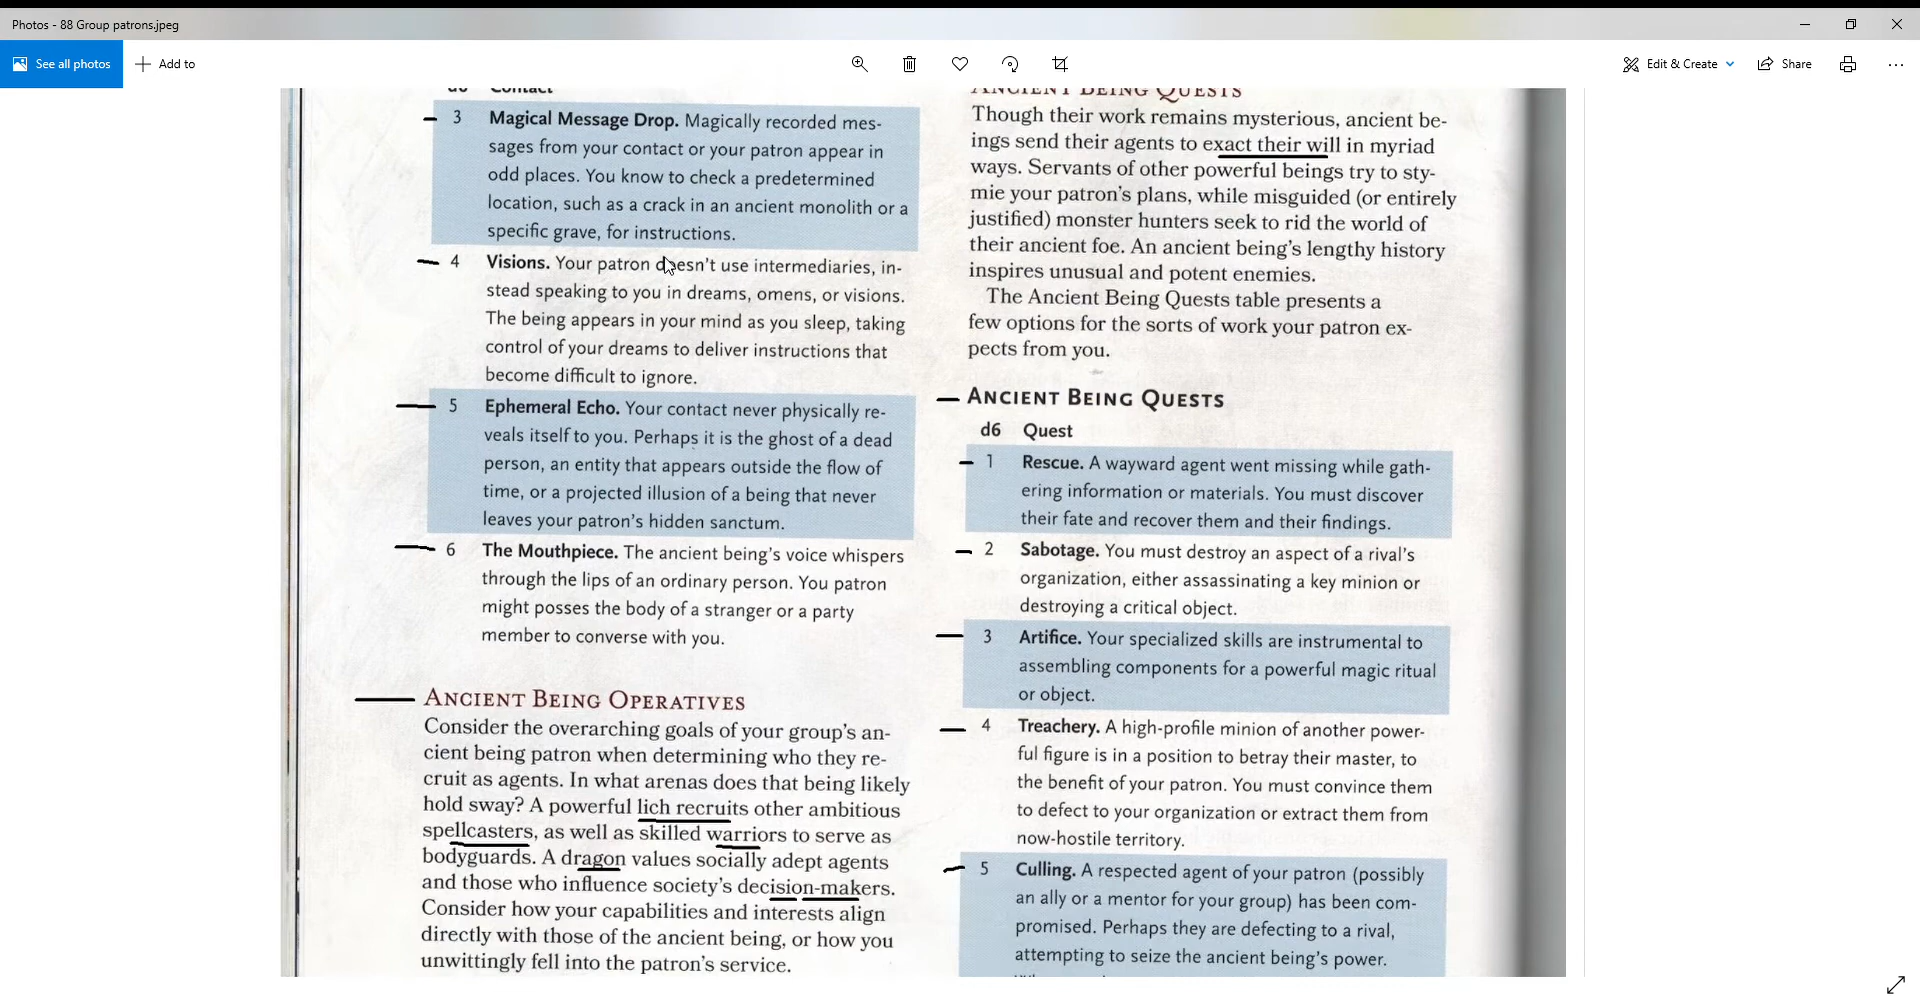 Photos - 88 Group patrons.jpeg
See all photos
Add to
Edit & Create
Share
d6 Contact
3 Magical Message Drop. Magically recorded mes-
sages from your contact or your patron appear in
odd places. You know to check a predetermined
location, such as a crack in an ancient monolith or a
specific grave, for instructions.
4 Visions. Your patron doesn't use intermediaries, in-
stead speaking to you in dreams, omens, or visions.
The being appears in your mind as you sleep, taking
control of your dreams to deliver instructions that
become difficult to ignore.
5 Ephemeral Echo. Your contact never physically re-
veals itself to you. Perhaps it is the ghost of a dead
person, an entity that appears outside the flow of
time, or a projected illusion of a being that never
leaves your patron's hidden sanctum.
6 The Mouthpiece. The ancient being's voice whispers
through the lips of an ordinary person. You patron
might posses the body of a stranger or a party
member to converse with you.
ANCIENT BEING OPERATIVES
Consider the overarching goals of your group's an-
cient being patron when determining who they re-
cruit as agents. In what arenas does that being likely
hold sway? A powerful lich recruits other ambitious
spellcasters, as well as skilled warriors to serve as
bodyguards. A dragon values socially adept agents
and those who influence society's decision-makers.
Consider how your capabilities and interests align
directly with those of the ancient being, or how you
unwittingly fell into the patron's service.
ANCIENT BEING QUESTS
Though their work remains mysterious, ancient be-
ings send their agents to exact their will in myriad
ways. Servants of other powerful beings try to sty-
mie your patron's plans, while misguided (or entirely
justified) monster hunters seek to rid the world of
their ancient foe. An ancient being's lengthy history
inspires unusual and potent enemies.
The Ancient Being Quests table presents a
few options for the sorts of work your patron ex-
pects from you.
ANCIENT BEING QUESTS
d6 Quest
1 Rescue. A wayward agent went missing while gath-
ering information or materials. You must discover
their fate and recover them and their findings.
2 Sabotage. You must destroy an aspect of a rival's
organization, either assassinating a key minion or
destroying a critical object.
3 Artifice. Your specialized skills are instrumental to
assembling components for a powerful magic ritual
or object.
4 Treachery. A high-profile minion of another power-
ful figure is in a position to betray their master, to
the benefit of your patron. You must convince them
to defect to your organization or extract them from
now-hostile territory.
5 Culling. A respected agent of your patron (possibly
an ally or a mentor for your group) has been com-
promised. Perhaps they are defecting to a rival,
attempting to seize the ancient being's power.